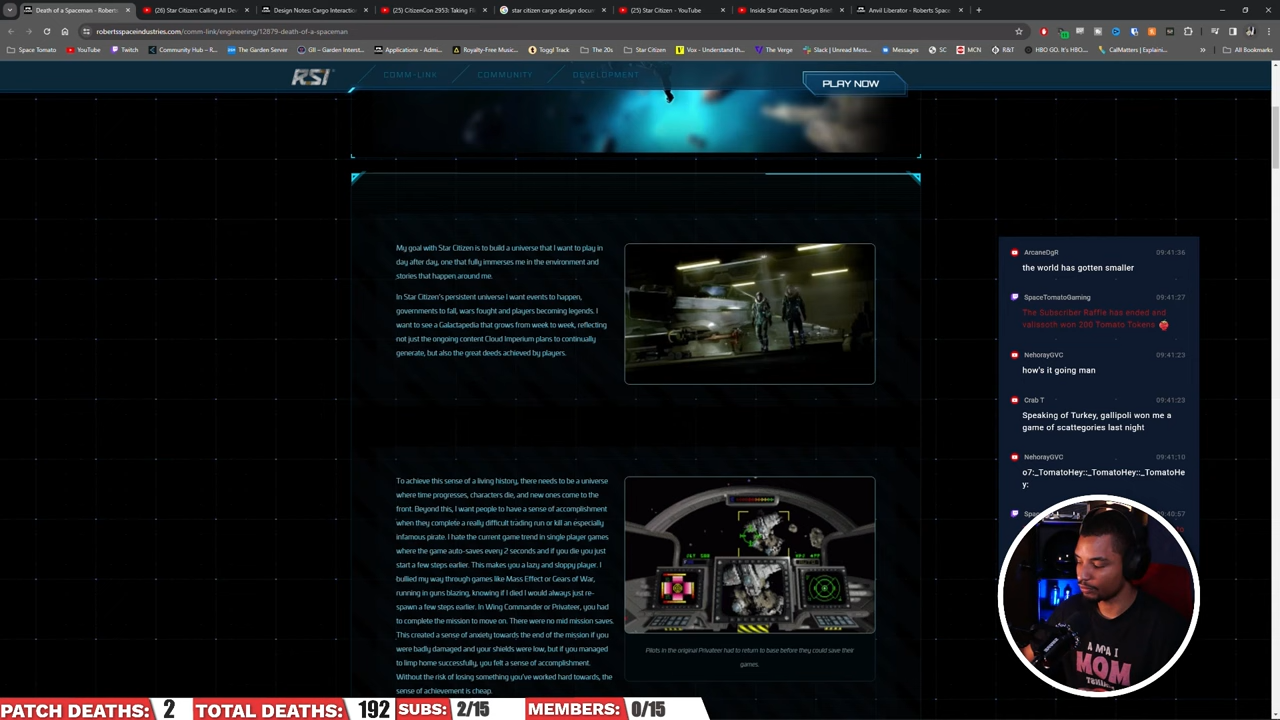 Death of a Spaceman - Robert
(26) Star Citizen: Calling All De
Design Notes: Cargo Interactio
(25) CitizenCon 2953: Taking Fl
star citizen cargo design docum
(25) Star Citizen - YouTube
Inside Star Citizen: Design Brief
Anvil Liberator - Roberts Space
robertsspaceindustries.com/comm-link/engineering/12879-death-of-a-spaceman
Space Tomato
YouTube
Twitch
Community Hub – R...
The Garden Server
GII – Garden Interst...
Applications - Admi...
Royalty-Free Music...
Toggl Track
The 20s
Star Citizen
Vox - Understand th...
The Verge
Slack | Unread Mess...
Messages
SC
MCN
R&T
HBO GO. It's HBO...
CalMatters | Explaini...
All Bookmarks
RSI
COMM-LINK
COMMUNITY
DEVELOPMENT
PLAY NOW
My goal with Star Citizen is to build a universe that I want to play in
day after day, one that fully immerses me in the environment and
stories that happen around me.
In Star Citizen's persistent universe I want events to happen,
governments to fall, wars fought and players becoming legends. I
want to see a Galactapedia that grows from week to week, reflecting
not just the ongoing content Cloud Imperium plans to continually
generate, but also the great deeds achieved by players.
To achieve this sense of a living history, there needs to be a universe
where time progresses, characters die, and new ones come to the
front. Beyond this, I want people to have a sense of accomplishment
when they complete a really difficult trading run or kill an especially
infamous pirate. I hate the current game trend in single player games
where the game auto-saves every 2 seconds and if you die you just
start a few steps earlier. This makes you a lazy and sloppy player. I
bullied my way through games like Mass Effect or Gears of War,
running in guns blazing, knowing if I died I would always just re-
spawn a few steps earlier. In Wing Commander or Privateer, you had
to complete the mission to move on. There were no mid mission saves.
This created a sense of anxiety towards the end of the mission if you
were badly damaged and your shields were low, but if you managed
to limp home successfully, you felt a sense of accomplishment.
Without the risk of losing something you've worked hard towards, the
sense of achievement is cheap.
Pilots in the original Privateer had to return to base before they could save their
games.
ArcaneDgR 09:41:36
the world has gotten smaller
SpaceTomatoGaming 09:41:27
The Subscriber Raffle has ended and
vallasoth won 200 Tomato Tokens
NehorayGVC 09:41:23
how's it going man
Crab T 09:41:23
Speaking of Turkey, gallipoli won me a
game of scattegories last night
NehorayGVC 09:41:10
o7:_TomatoHey::_TomatoHey::_TomatoHe
y:
09:40:57
MOM
PATCH DEATHS: 2 TOTAL DEATHS: 192 SUBS: 2/15 MEMBERS: 0/15